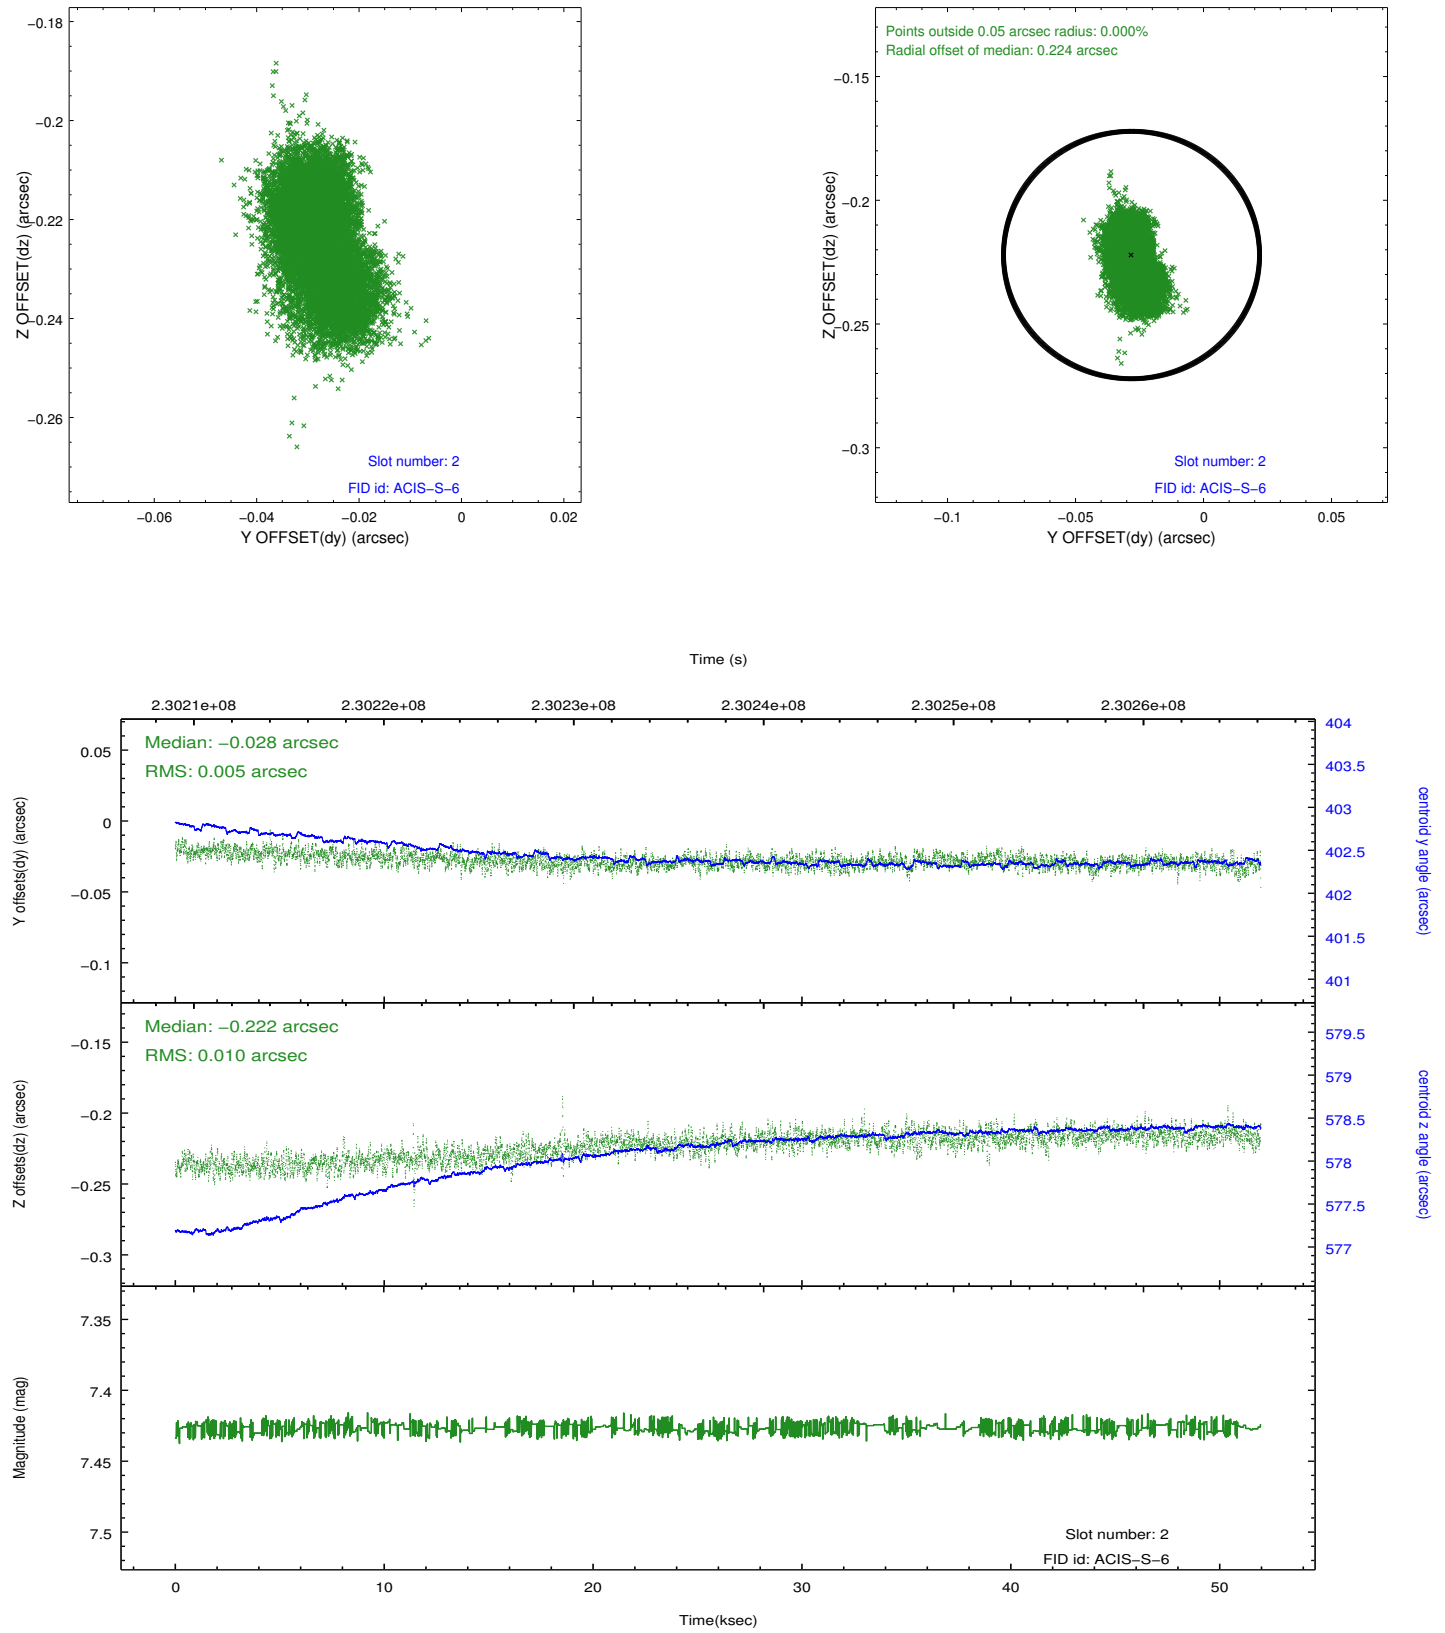 −0.18
−0.2
−0.22
−0.24
−0.26
Z OFFSET(dz) (arcsec)
Slot number: 2
FID id: ACIS−S−6
−0.06
−0.04
−0.02
0
0.02
Y OFFSET(dy) (arcsec)
Points outside 0.05 arcsec radius: 0.000%
Radial offset of median: 0.224 arcsec
−0.15
−0.2
−0.25
−0.3
Z OFFSET(dz) (arcsec)
Slot number: 2
FID id: ACIS−S−6
−0.1
−0.05
0
0.05
Y OFFSET(dy) (arcsec)
Time (s)
2.3021e+08
2.3022e+08
2.3023e+08
2.3024e+08
2.3025e+08
2.3026e+08
Median: −0.028 arcsec
RMS: 0.005 arcsec
0.05
0
−0.05
−0.1
Y offsets(dy) (arcsec)
404
403.5
403
402.5
402
401.5
401
centroid y angle (arcsec)
Median: −0.222 arcsec
RMS: 0.010 arcsec
−0.15
−0.2
−0.25
−0.3
Z offsets(dz) (arcsec)
579.5
579
578.5
578
577.5
577
centroid z angle (arcsec)
7.35
7.4
7.45
7.5
Magnitude (mag)
Slot number: 2
FID id: ACIS−S−6
0
10
20
30
40
50
Time(ksec)